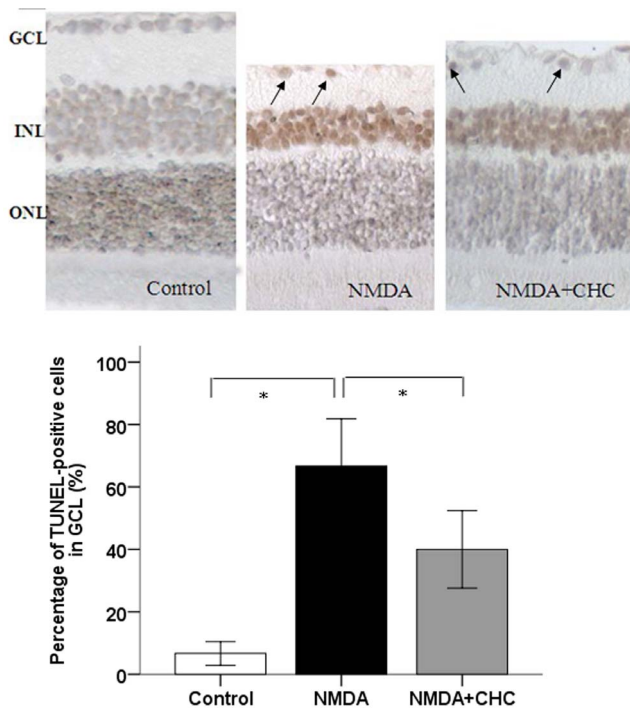 GCL
INL
ONL
Control
NMDA
NMDA+CHC
Percentage of TUNEL-positive cells
in GCL (%)
100
80
60
40
20
0
*
*
Control
NMDA
NMDA+CHC